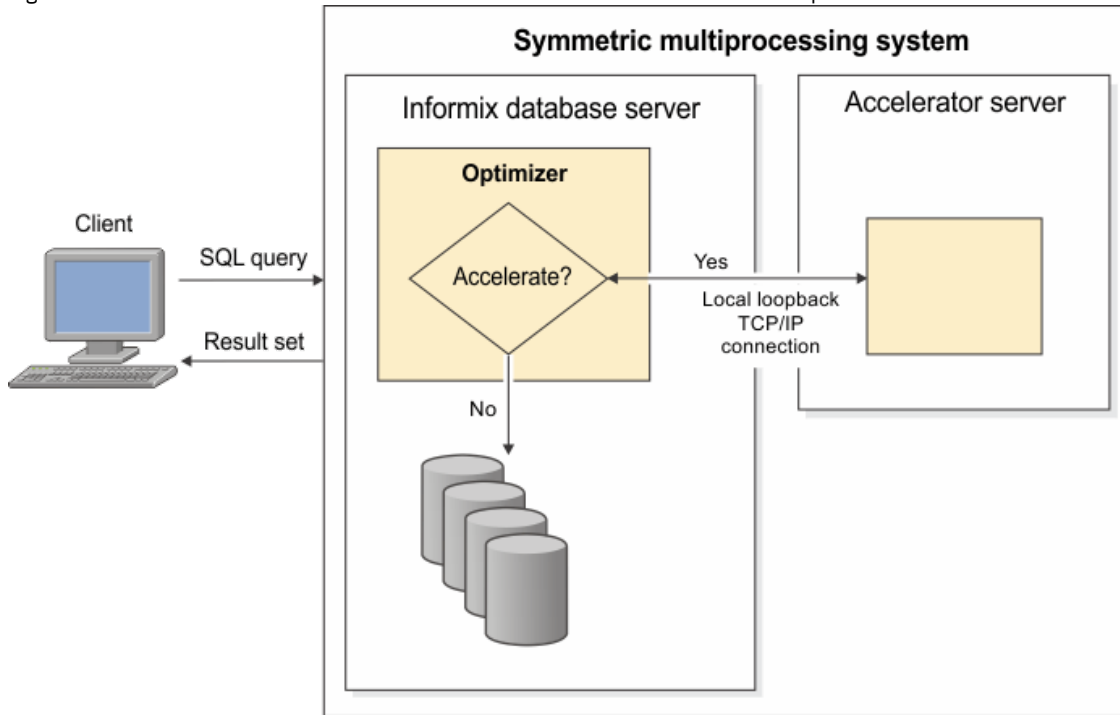 Symmetric multiprocessing system
Informix database server
Accelerator server
Optimizer
Client
SQL query
Accelerate?
Yes
Local loopback
TCP/IP
connection
Result set
No